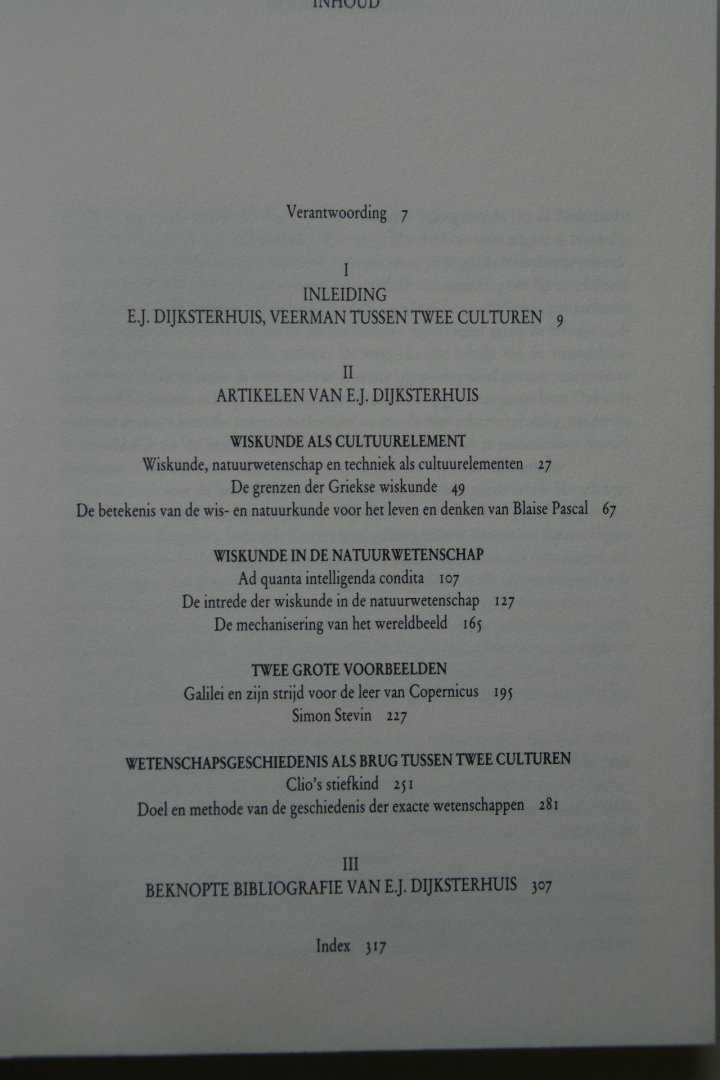 INHOUD
Verantwoording 7
I
INLEIDING
E.J. DIJKSTERHUIS, VEERMAN TUSSEN TWEE CULTUREN 9
II
ARTIKELEN VAN E.J. DIJKSTERHUIS
WISKUNDE ALS CULTUURELEMENT
Wiskunde, natuurwetenschap en techniek als cultuurelementen 27
De grenzen der Griekse wiskunde 49
De betekenis van de wis- en natuurkunde voor het leven en denken van Blaise Pascal 67
WISKUNDE IN DE NATUURWETENSCHAP
Ad quanta intelligenda condita 107
De intrede der wiskunde in de natuurwetenschap 127
De mechanisering van het wereldbeeld 165
TWEE GROTE VOORBEELDEN
Galilei en zijn strijd voor de leer van Copernicus 195
Simon Stevin 227
WETENSCHAPSGESCHIEDENIS ALS BRUG TUSSEN TWEE CULTUREN
Clio's stiefkind 251
Doel en methode van de geschiedenis der exacte wetenschappen 281
III
BEKNOPTE BIBLIOGRAFIE VAN E.J. DIJKSTERHUIS 307
Index 317